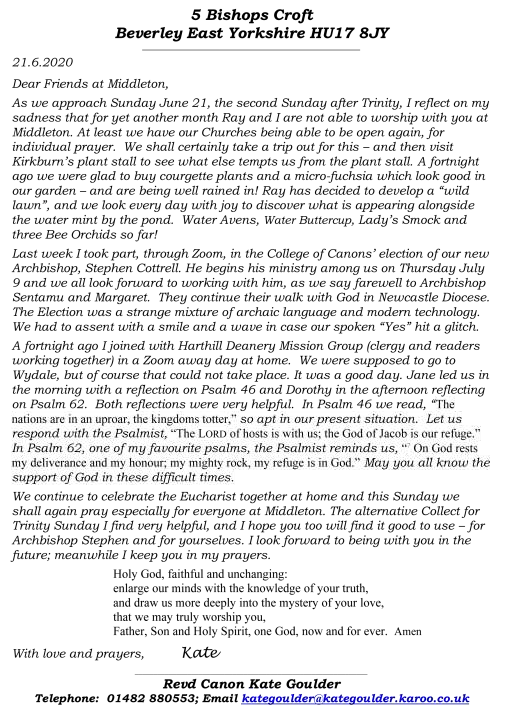 5 Bishops Croft
Beverley East Yorkshire HU17 8JY
21.6.2020
Dear Friends at Middleton,
As we approach Sunday June 21, the second Sunday after Trinity, I reflect on my
sadness that for yet another month Ray and I are not able to worship with you at
Middleton. At least we have our Churches being able to be open again, for
individual prayer. We shall certainly take a trip out for this – and then visit
Kirkburn's plant stall to see what else tempts us from the plant stall. A fortnight
ago we were glad to buy courgette plants and a micro-fuchsia which look good in
our garden – and are being well rained in! Ray has decided to develop a "wild
lawn", and we look every day with joy to discover what is appearing alongside
the water mint by the pond. Water Avens, Water Buttercup, Lady's Smock and
three Bee Orchids so far!
Last week I took part, through Zoom, in the College of Canons' election of our new
Archbishop, Stephen Cottrell. He begins his ministry among us on Thursday July
9 and we all look forward to working with him, as we say farewell to Archbishop
Sentamu and Margaret. They continue their walk with God in Newcastle Diocese.
The Election was a strange mixture of archaic language and modern technology.
We had to assent with a smile and a wave in case our spoken "Yes" hit a glitch.
A fortnight ago I joined with Harthill Deanery Mission Group (clergy and readers
working together) in a Zoom away day at home. We were supposed to go to
Wydale, but of course that could not take place. It was a good day. Jane led us in
the morning with a reflection on Psalm 46 and Dorothy in the afternoon reflecting
on Psalm 62. Both reflections were very helpful. In Psalm 46 we read, "The
nations are in an uproar, the kingdoms totter," so apt in our present situation. Let us
respond with the Psalmist, "The LORD of hosts is with us; the God of Jacob is our refuge."
In Psalm 62, one of my favourite psalms, the Psalmist reminds us, "⁷ On God rests
my deliverance and my honour; my mighty rock, my refuge is in God." May you all know the
support of God in these difficult times.
We continue to celebrate the Eucharist together at home and this Sunday we
shall again pray especially for everyone at Middleton. The alternative Collect for
Trinity Sunday I find very helpful, and I hope you too will find it good to use – for
Archbishop Stephen and for yourselves. I look forward to being with you in the
future; meanwhile I keep you in my prayers.
Holy God, faithful and unchanging:
enlarge our minds with the knowledge of your truth,
and draw us more deeply into the mystery of your love,
that we may truly worship you,
Father, Son and Holy Spirit, one God, now and for ever. Amen
With love and prayers, Kate
Revd Canon Kate Goulder
Telephone: 01482 880553; Email kategoulder@kategoulder.karoo.co.uk